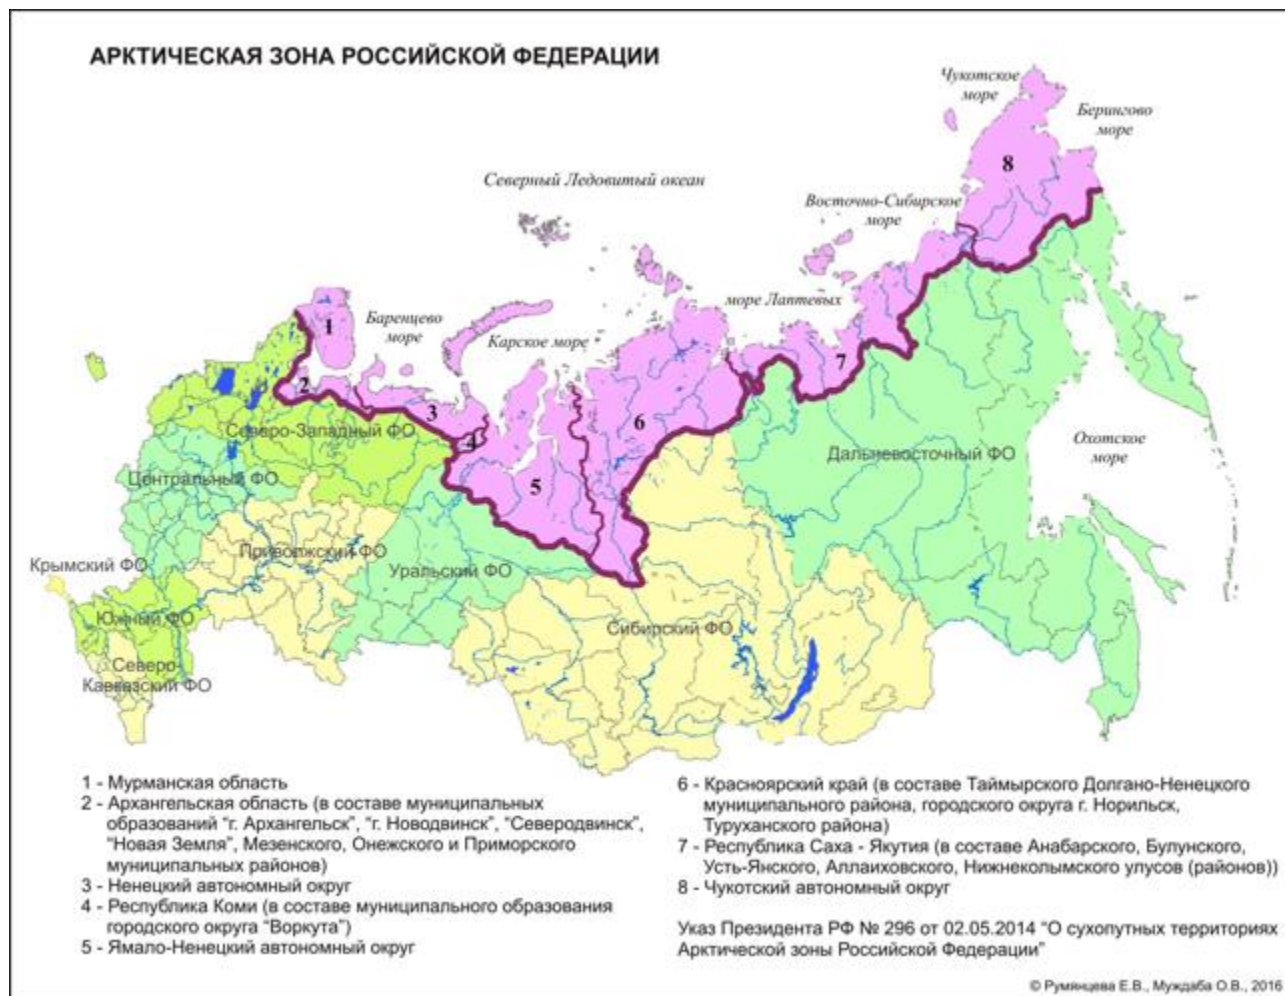 АРКТИЧЕСКАЯ ЗОНА РОССИЙСКОЙ ФЕДЕРАЦИИ
Чукотское
море
Берингово
море
8
Северный Ледовитый океан
Восточно-Сибирское
море
море Лаптевых
Баренцево
море
Карское море
1
2
3
4
5
6
7
Северо-Западный ФО
Центральный ФО
Дальневосточный ФО
Охотское
море
Приволжский ФО
Крымский ФО
Уральский ФО
Южный ФО
Сибирский ФО
Северо-
Кавказский ФО
1 - Мурманская область
2 - Архангельская область (в составе муниципальных
образований "г. Архангельск", "г. Новодвинск", "Северодвинск",
"Новая Земля", Мезенского, Онежского и Приморского
муниципальных районов)
3 - Ненецкий автономный округ
4 - Республика Коми (в составе муниципального образования
городского округа "Воркута")
5 - Ямало-Ненецкий автономный округ
6 - Красноярский край (в составе Таймырского Долгано-Ненецкого
муниципального района, городского округа г. Норильск,
Туруханского района)
7 - Республика Саха - Якутия (в составе Анабарского, Булунского,
Усть-Янского, Аллаиховского, Нижнеколымского улусов (районов))
8 - Чукотский автономный округ
Указ Президента РФ № 296 от 02.05.2014 "О сухопутных территориях
Арктической зоны Российской Федерации"
© Румянцева Е.В., Муждаба О.В., 2016